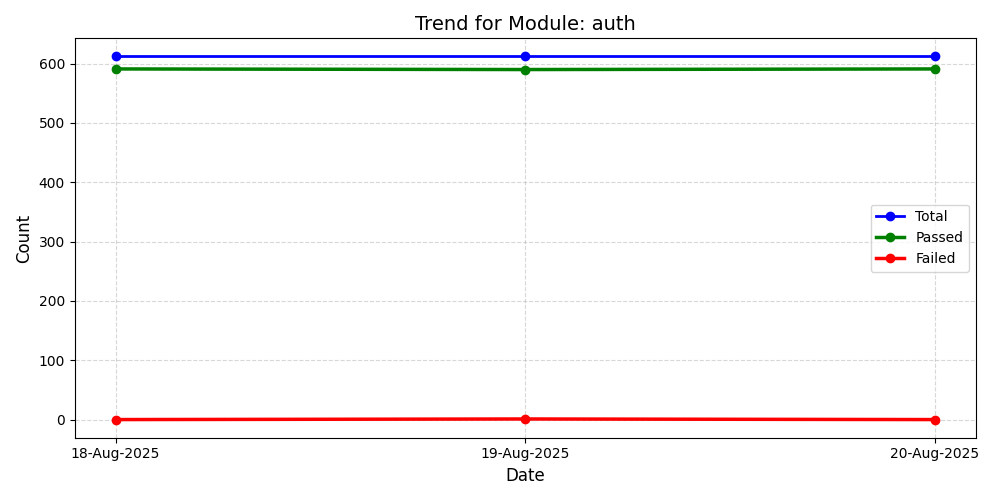 Trend for Module: auth
600
500
400
300
200
100
0
Count
Total
Passed
Failed
18-Aug-2025
19-Aug-2025
20-Aug-2025
Date